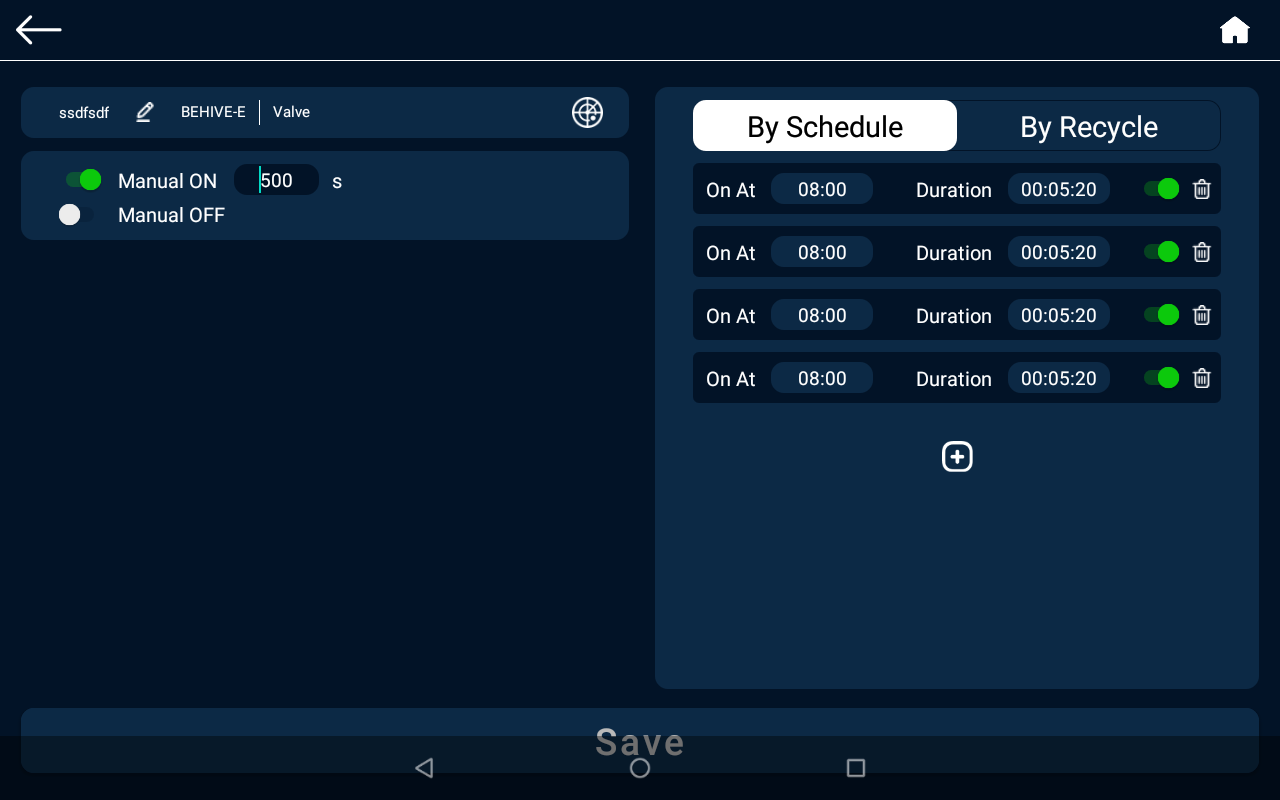 ssdfsdf BEHIVE-E Valve
Manual ON 500 s
Manual OFF
By Schedule By Recycle
On At 08:00 Duration 00:05:20
On At 08:00 Duration 00:05:20
On At 08:00 Duration 00:05:20
On At 08:00 Duration 00:05:20
Save